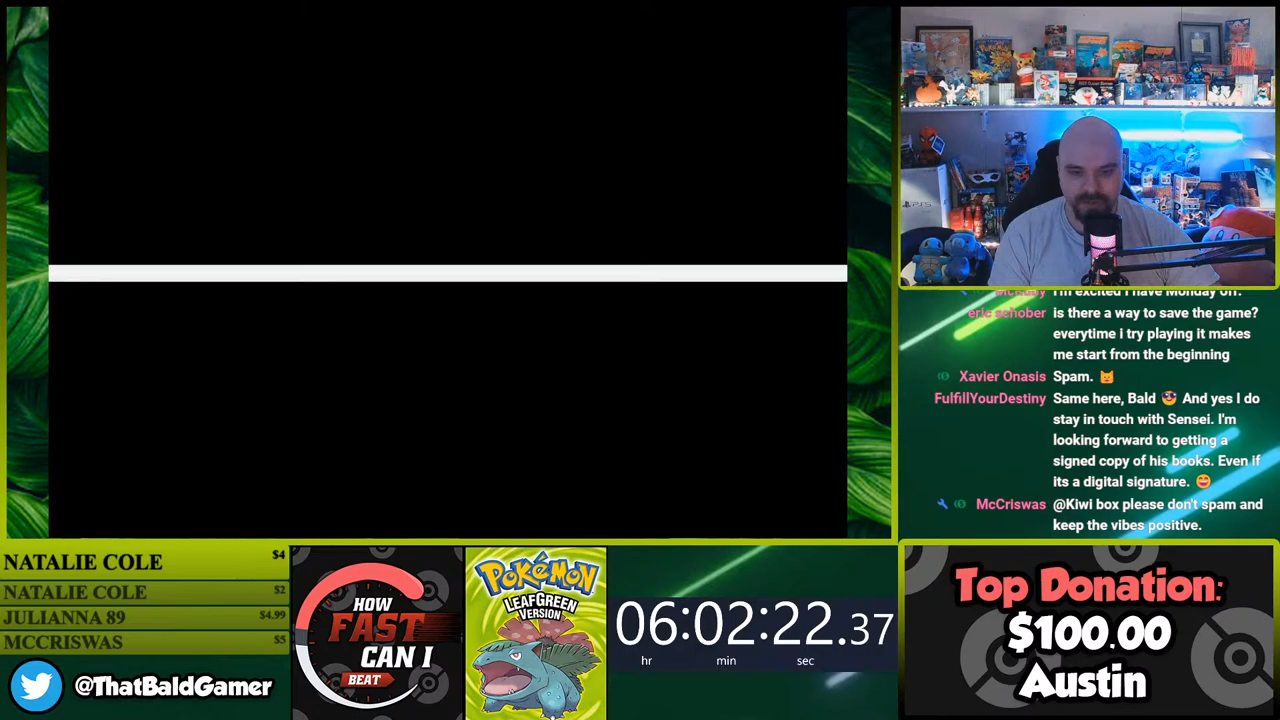 I'm excited I have Monday off.
eric schober is there a way to save the game?
everytime i try playing it makes
me start from the beginning
Xavier Onasis Spam.
FulfillYourDestiny Same here, Bald And yes I do
stay in touch with Sensei. I'm
looking forward to getting a
signed copy of his books. Even if
its a digital signature.
McCriswas @Kiwi box please don't spam and
keep the vibes positive.
NATALIE COLE $4
NATALIE COLE $2
JULIANNA 89 $4.99
MCCRISWAS $5
@ThatBaldGamer
HOW
FAST
CAN I
BEAT
POKéMON
LEAFGREEN
VERSION
06:02:22.37
hr min sec
Top Donation:
$100.00
Austin